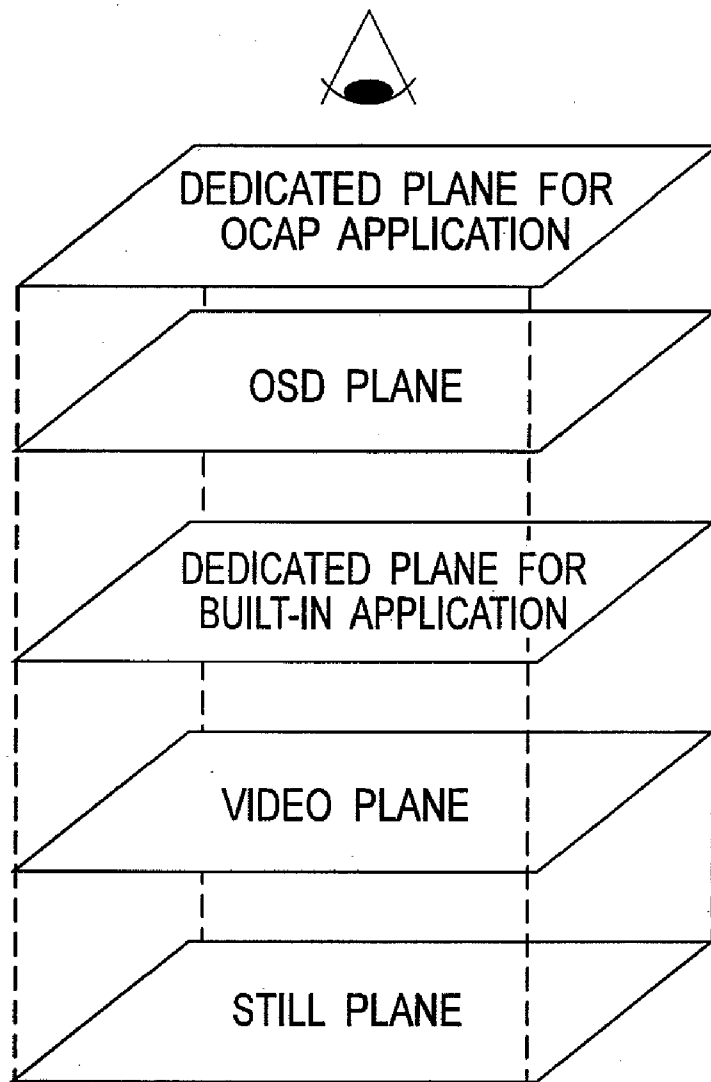 DEDICATED PLANE FOR
OCAP APPLICATION
OSD PLANE
DEDICATED PLANE FOR
BUILT-IN APPLICATION
VIDEO PLANE
STILL PLANE